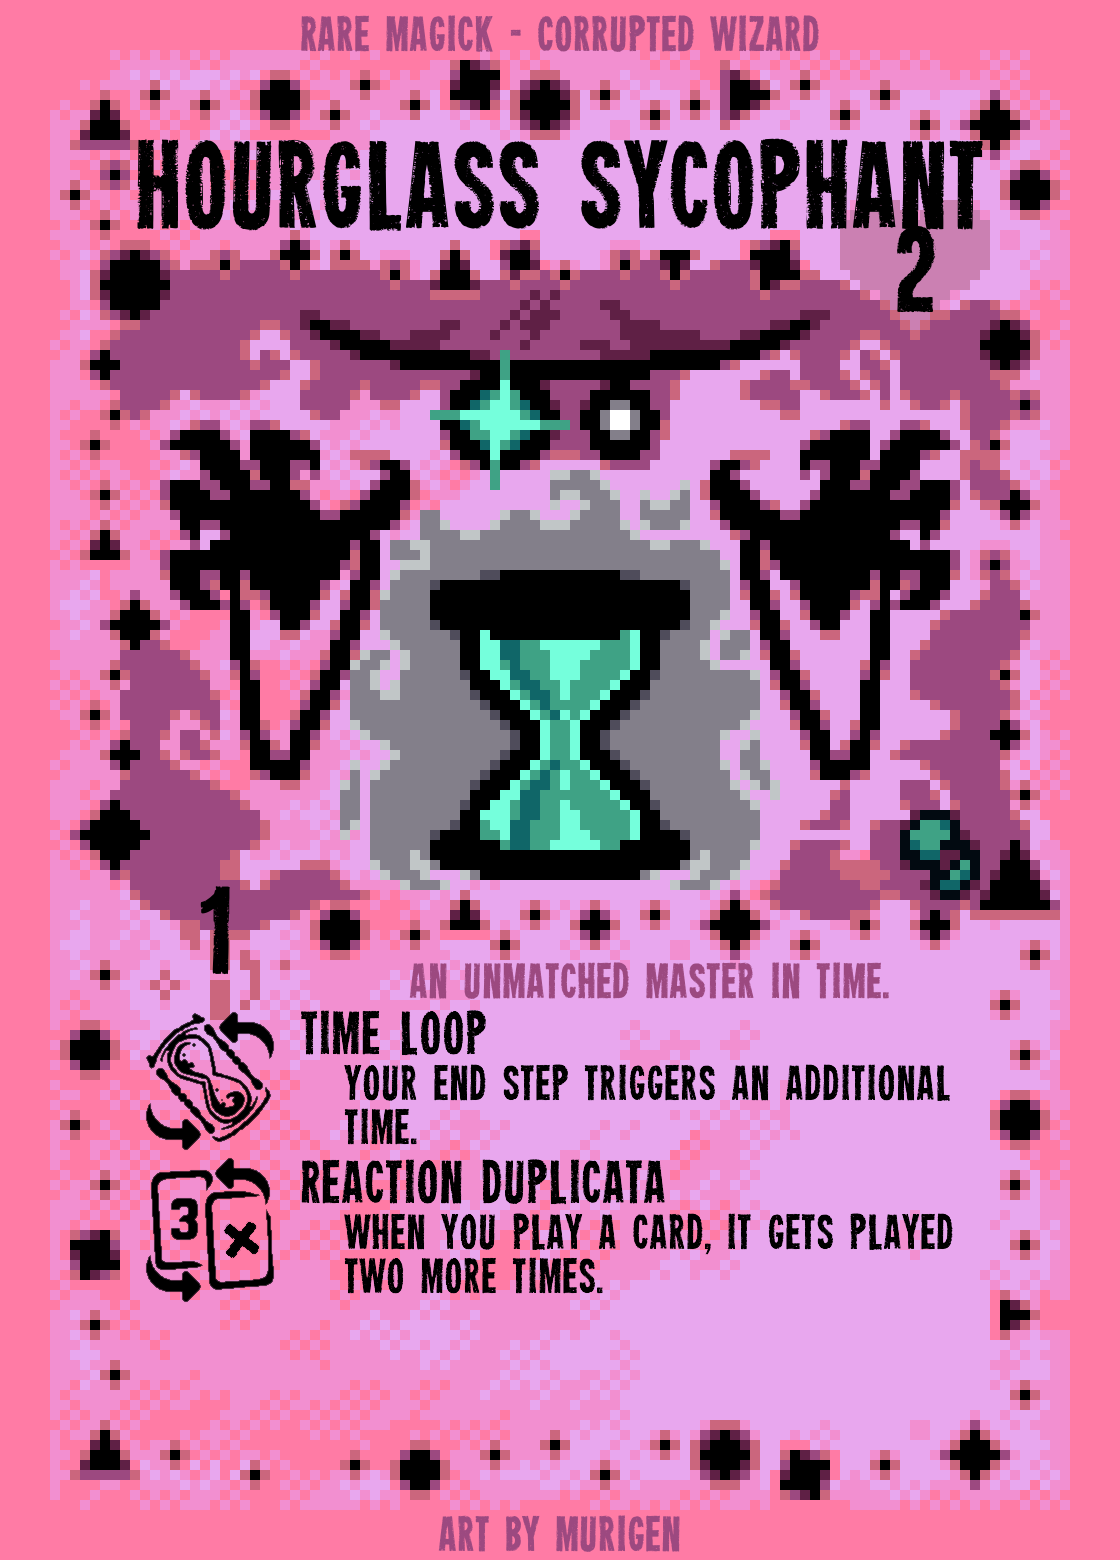 RARE MAGICK - CORRUPTED WIZARD
HOURGLASS SYCOPHANT
2
1
AN UNMATCHED MASTER IN TIME.
TIME LOOP
YOUR END STEP TRIGGERS AN ADDITIONAL
TIME.
REACTION DUPLICATA
3
WHEN YOU PLAY A CARD, IT GETS PLAYED
TWO MORE TIMES.
ART BY MURIGEN